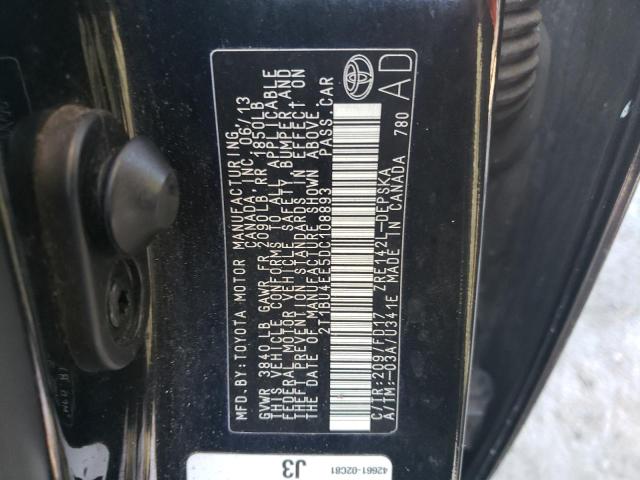 MFD.BY: TOYOTA MOTOR MANUFACTURING
CANADA, INC. 06/13
GVWR 3840LB GAWR FR 2090LB RR 1850LB
THIS VEHICLE CONFORMS TO ALL APPLICABLE
FEDERAL MOTOR VEHICLE SAFETY, BUMPER, AND
THEFT PREVENTION STANDARDS IN EFFECT ON
THE DATE OF MANUFACTURE SHOWN ABOVE.
2T1BU4EE5DC108893 PASS.CAR
C/TR: 209/FD17 ZRE142L-DEPSKA
A/TM: -03A/U341E MADE IN CANADA 780
AD
J3
42661-02C81